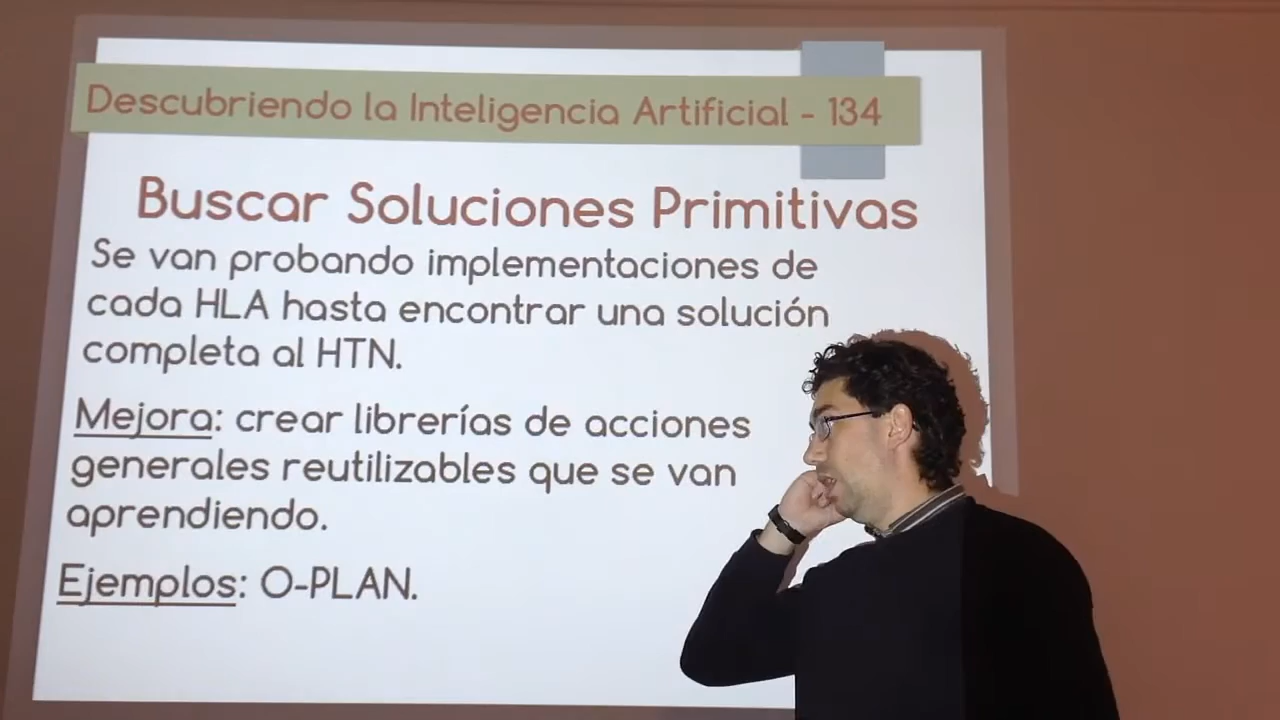 Descubriendo la Inteligencia Artificial - 134
Buscar Soluciones Primitivas
Se van probando implementaciones de
cada HLA hasta encontrar una solución
completa al HTN.
Mejora: crear librerías de acciones
generales reutilizables que se van
aprendiendo.
Ejemplos: O-PLAN.